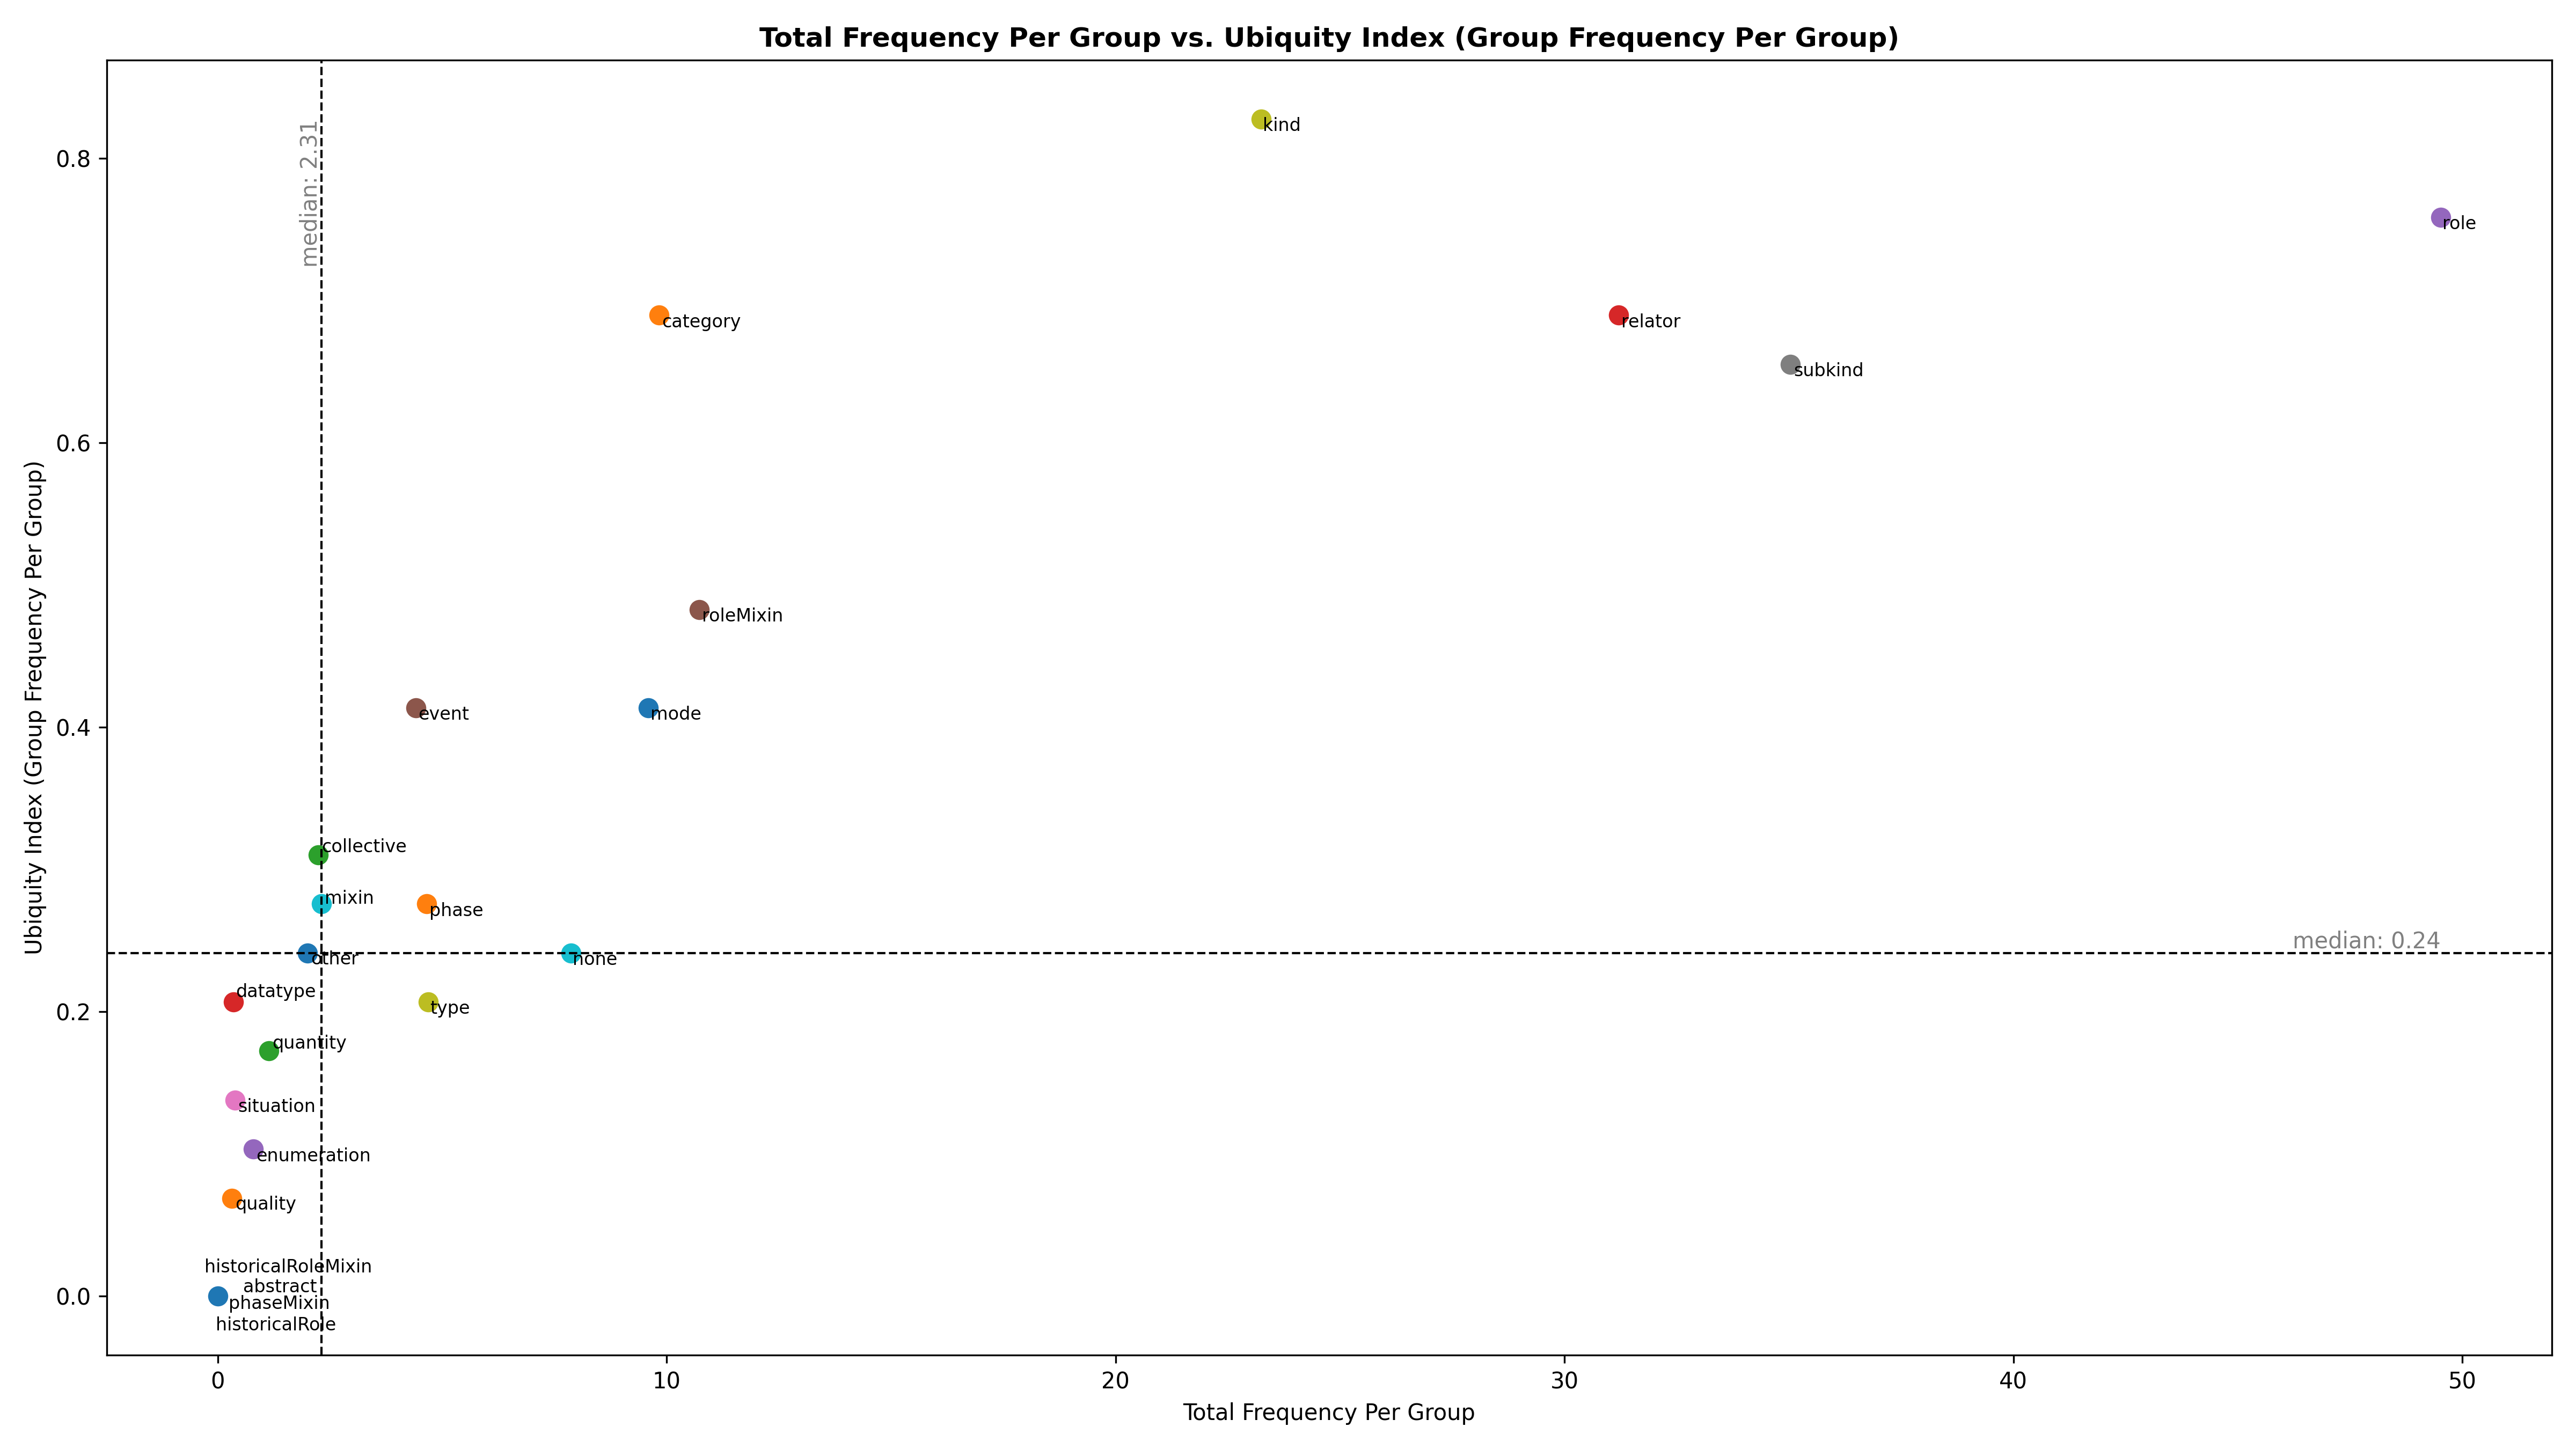 Total Frequency Per Group vs. Ubiquity Index (Group Frequency Per Group)
Ubiquity Index (Group Frequency Per Group)
0.8
0.6
0.4
0.2
0.0
median: 2.31
kind
role
category
relator
subkind
roleMixin
event
mode
collective
mixin
phase
median: 0.24
other
none
datatype
type
quantity
situation
enumeration
quality
historicalRoleMixin
abstract
phaseMixin
historicalRole
0
10
20
30
40
50
Total Frequency Per Group